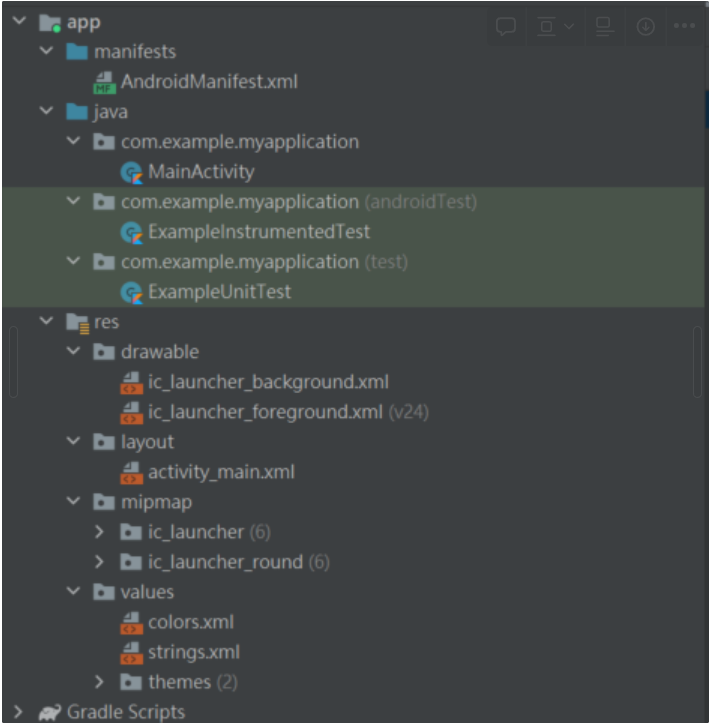 app
manifests
MF AndroidManifest.xml
java
com.example.myapplication
MainActivity
com.example.myapplication (androidTest)
ExampleInstrumentedTest
com.example.myapplication (test)
ExampleUnitTest
res
drawable
ic_launcher_background.xml
ic_launcher_foreground.xml (v24)
layout
activity_main.xml
mipmap
ic_launcher (6)
ic_launcher_round (6)
values
colors.xml
strings.xml
themes (2)
Gradle Scripts